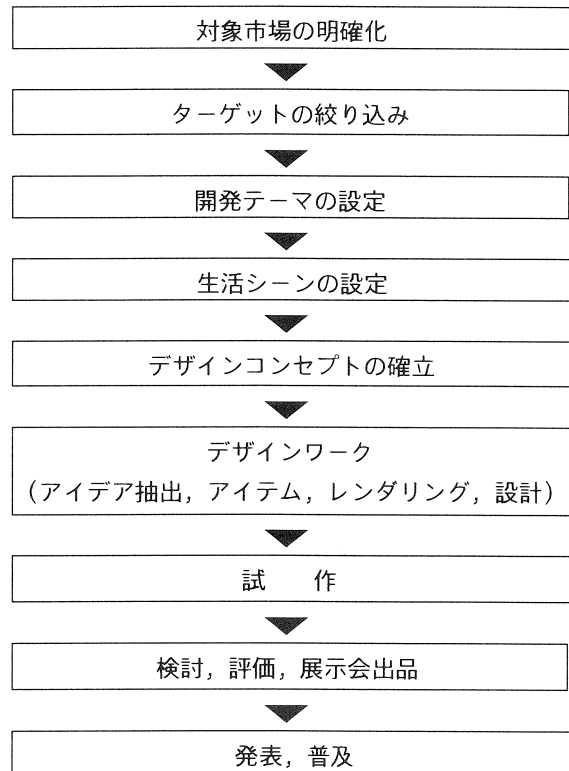 対象市場の明確化
ターゲットの絞り込み
開発テーマの設定
生活シーンの設定
デザインコンセプトの確立
デザインワーク
（アイデア抽出，アイテム，レンダリング，設計）
試　　作
検討，評価，展示会出品
発表，普及